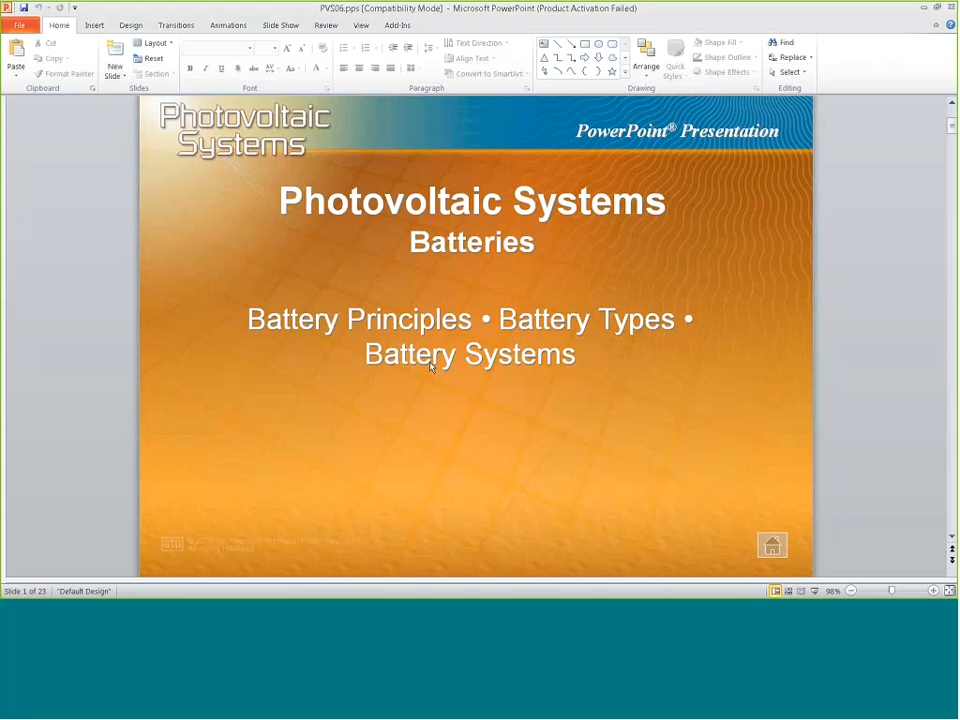 PVS06.pps [Compatibility Mode] - Microsoft PowerPoint (Product Activation Failed)
File Home Insert Design Transitions Animations Slide Show Review View Add-Ins
Paste
Cut
Copy
Format Painter
Clipboard
New
Slide
Layout
Reset
Section
Slides
Font
Paragraph
Text Direction
Align Text
Convert to SmartArt
Arrange
Quick
Styles
Shape Fill
Shape Outline
Shape Effects
Drawing
Find
Replace
Select
Editing
Photovoltaic
Systems
PowerPoint® Presentation
Photovoltaic Systems
Batteries
Battery Principles • Battery Types •
Battery Systems
atp
All rights reserved
Slide 1 of 23 "Default Design" 98%